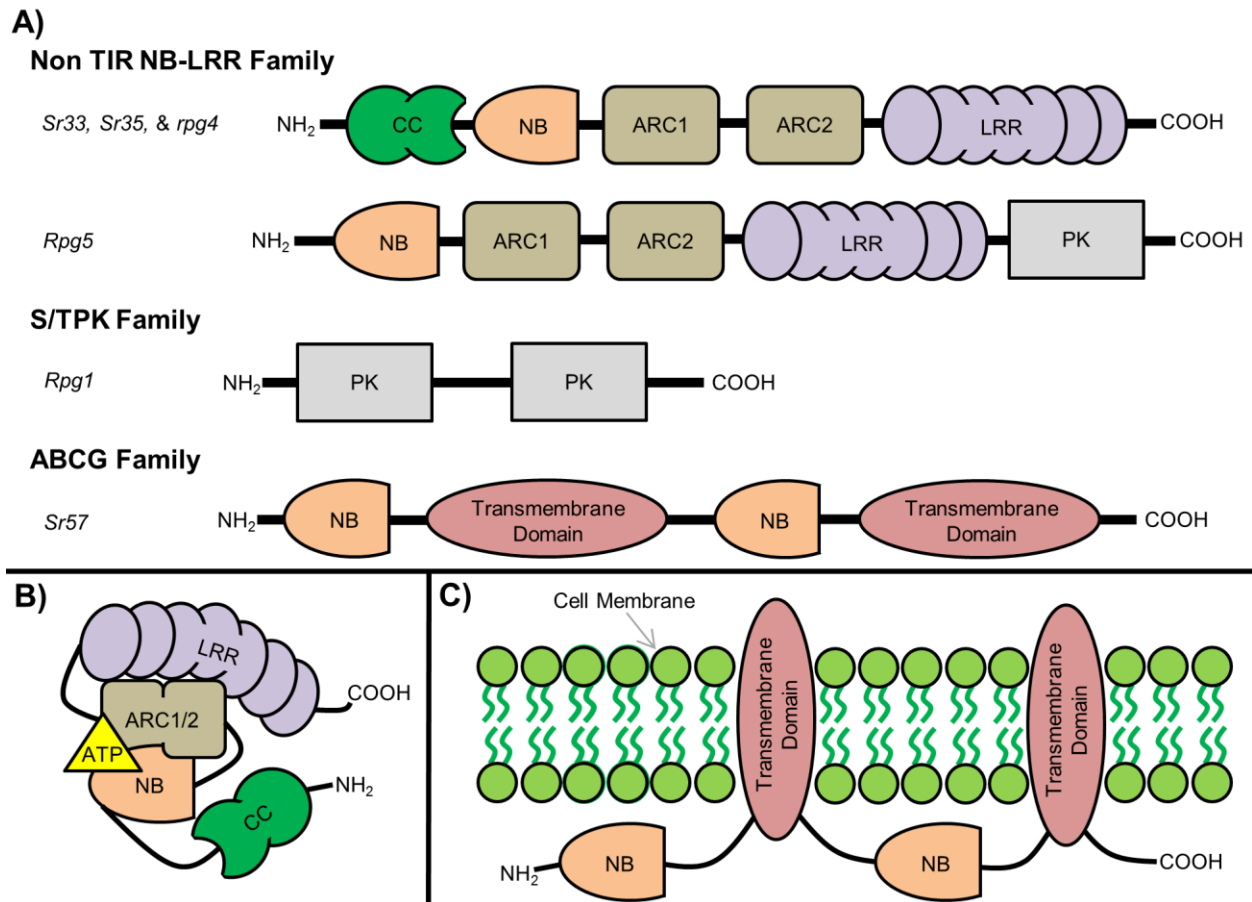 A)
Non TIR NB-LRR Family
Sr33, Sr35, & rpg4
NH2 CC NB ARC1 ARC2 LRR COOH
Rpg5
NH2 NB ARC1 ARC2 LRR PK COOH
S/TPK Family
Rpg1
NH2 PK PK COOH
ABCG Family
Sr57
NH2 NB Transmembrane
Domain NB Transmembrane
Domain COOH
B)
LRR
COOH
ARC1/2
ATP
NB
NH2
CC
C)
Cell Membrane
Transmembrane
Domain
Transmembrane
Domain
NH2 NB NB COOH